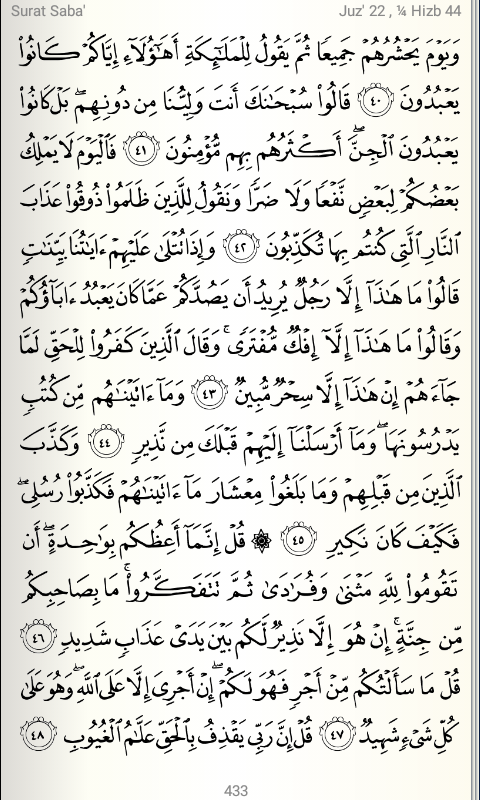 Surat Saba' Juz' 22 , ¼ Hizb 44
وَيَوْمَ يَحْشُرُهُمْ جَمِيعًا ثُمَّ يَقُولُ لِلْمَلَٰٓئِكَةِ أَهَٰٓؤُلَآءِ إِيَّاكُمْ كَانُوا۟
يَعْبُدُونَ ٤٠ قَالُوا۟ سُبْحَٰنَكَ أَنتَ وَلِيُّنَا مِن دُونِهِم ۖ بَلْ كَانُوا۟
يَعْبُدُونَ ٱلْجِنَّ ۖ أَكْثَرُهُم بِهِم مُّؤْمِنُونَ ٤١ فَٱلْيَوْمَ لَا يَمْلِكُ
بَعْضُكُمْ لِبَعْضٍ نَّفْعًا وَلَا ضَرًّا وَنَقُولُ لِلَّذِينَ ظَلَمُوا۟ ذُوقُوا۟ عَذَابَ
ٱلنَّارِ ٱلَّتِى كُنتُم بِهَا تُكَذِّبُونَ ٤٢ وَإِذَا تُتْلَىٰ عَلَيْهِمْ ءَايَٰتُنَا بَيِّنَٰتٍ
قَالُوا۟ مَا هَٰذَآ إِلَّا رَجُلٌ يُرِيدُ أَن يَصُدَّكُمْ عَمَّا كَانَ يَعْبُدُ ءَابَآؤُكُمْ
وَقَالُوا۟ مَا هَٰذَآ إِلَّآ إِفْكٌ مُّفْتَرًى ۚ وَقَالَ ٱلَّذِينَ كَفَرُوا۟ لِلْحَقِّ لَمَّا
جَآءَهُمْ إِنْ هَٰذَآ إِلَّا سِحْرٌ مُّبِينٌ ٤٣ وَمَآ ءَاتَيْنَٰهُم مِّن كُتُبٍ
يَدْرُسُونَهَا ۖ وَمَآ أَرْسَلْنَآ إِلَيْهِمْ قَبْلَكَ مِن نَّذِيرٍ ٤٤ وَكَذَّبَ
ٱلَّذِينَ مِن قَبْلِهِمْ وَمَا بَلَغُوا۟ مِعْشَارَ مَآ ءَاتَيْنَٰهُمْ فَكَذَّبُوا۟ رُسُلِى ۖ
فَكَيْفَ كَانَ نَكِيرِ ٤٥ ۞ قُلْ إِنَّمَآ أَعِظُكُم بِوَٰحِدَةٍ ۖ أَن
تَقُومُوا۟ لِلَّهِ مَثْنَىٰ وَفُرَٰدَىٰ ثُمَّ تَتَفَكَّرُوا۟ ۚ مَا بِصَاحِبِكُم
مِّن جِنَّةٍ ۚ إِنْ هُوَ إِلَّا نَذِيرٌ لَّكُم بَيْنَ يَدَىْ عَذَابٍ شَدِيدٍ ٤٦
قُلْ مَا سَأَلْتُكُم مِّنْ أَجْرٍ فَهُوَ لَكُمْ ۖ إِنْ أَجْرِىَ إِلَّا عَلَى ٱللَّهِ ۖ وَهُوَ عَلَىٰ
كُلِّ شَىْءٍ شَهِيدٌ ٤٧ قُلْ إِنَّ رَبِّى يَقْذِفُ بِٱلْحَقِّ عَلَّٰمُ ٱلْغُيُوبِ ٤٨
433